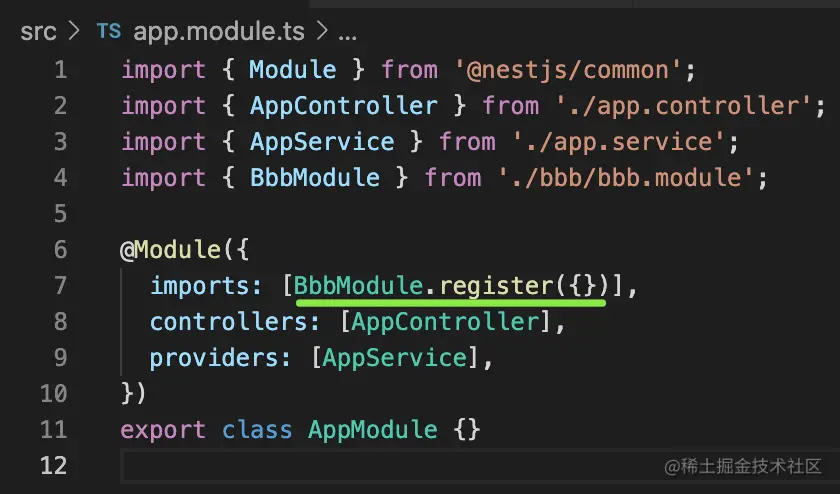 src > TS app.module.ts > ...
1 import { Module } from '@nestjs/common';
2 import { AppController } from './app.controller';
3 import { AppService } from './app.service';
4 import { BbbModule } from './bbb/bbb.module';
5
6 @Module({
7 imports: [BbbModule.register({})],
8 controllers: [AppController],
9 providers: [AppService],
10 })
11 export class AppModule {}
12
@稀土掘金技术社区